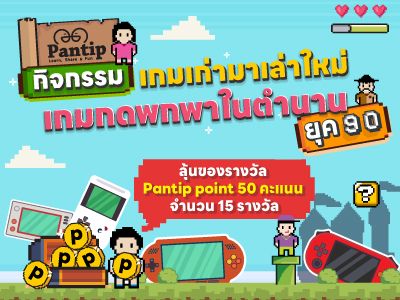 Pantip
Learn, Share & Fun
กิจกรรม เกมเก่ามาเล่าใหม่
เกมกดพกพาในตำนาน
ยุค 90
ลุ้นของรางวัล
Pantip point 50 คะแนน
จำนวน 15 รางวัล
?
P P P P